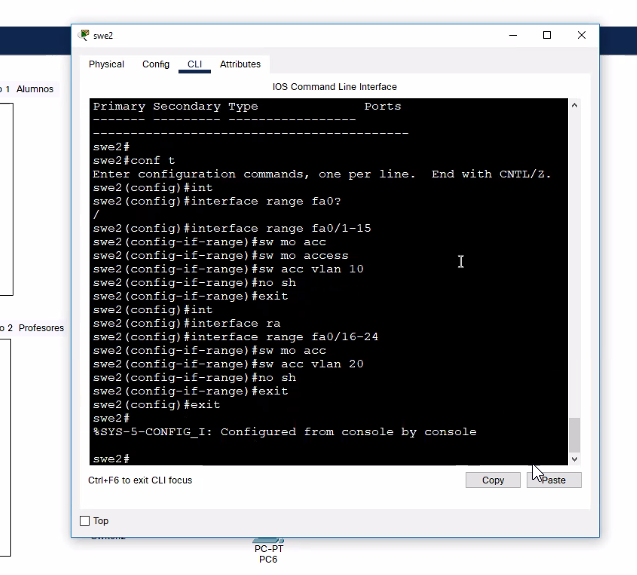 swe2
Physical Config CLI Attributes
IOS Command Line Interface
o 1 Alumnos
Primary Secondary Type Ports
------- --------- ----------------- ------------------------------------------
swe2#
swe2#conf t
Enter configuration commands, one per line. End with CNTL/Z.
swe2(config)#int
swe2(config)#interface range fa0?
/
swe2(config)#interface range fa0/1-15
swe2(config-if-range)#sw mo acc
swe2(config-if-range)#sw mo access
swe2(config-if-range)#sw acc vlan 10
swe2(config-if-range)#no sh
swe2(config-if-range)#exit
swe2(config)#int
swe2(config)#interface ra
swe2(config)#interface range fa0/16-24
swe2(config-if-range)#sw mo acc
swe2(config-if-range)#sw acc vlan 20
swe2(config-if-range)#no sh
swe2(config-if-range)#exit
swe2(config)#exit
swe2#
%SYS-5-CONFIG_I: Configured from console by console
swe2#
o 2 Profesores
Ctrl+F6 to exit CLI focus
Copy Paste
Top
PC-PT
PC6